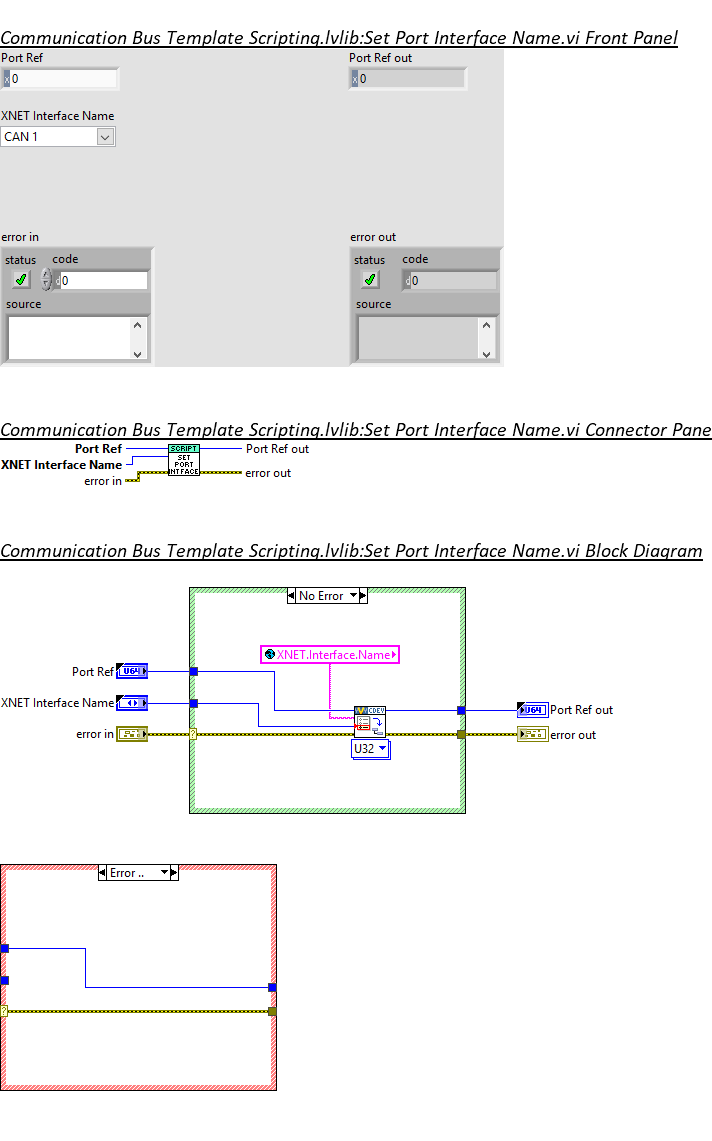 Communication Bus Template Scripting.lvlib:Set Port Interface Name.vi Front Panel
Port Ref
Port Ref out
x 0
x 0
XNET Interface Name
CAN 1
error in
error out
status code
status code
d 0
d 0
source
source
Communication Bus Template Scripting.lvlib:Set Port Interface Name.vi Connector Pane
Port Ref
XNET Interface Name
error in
SCRIPT
SET
PORT
INTFACE
Port Ref out
error out
Communication Bus Template Scripting.lvlib:Set Port Interface Name.vi Block Diagram
No Error
XNET.Interface.Name
Port Ref
U64
XNET Interface Name
CDEV
U64
Port Ref out
error in
?
error out
U32
Error ..
?